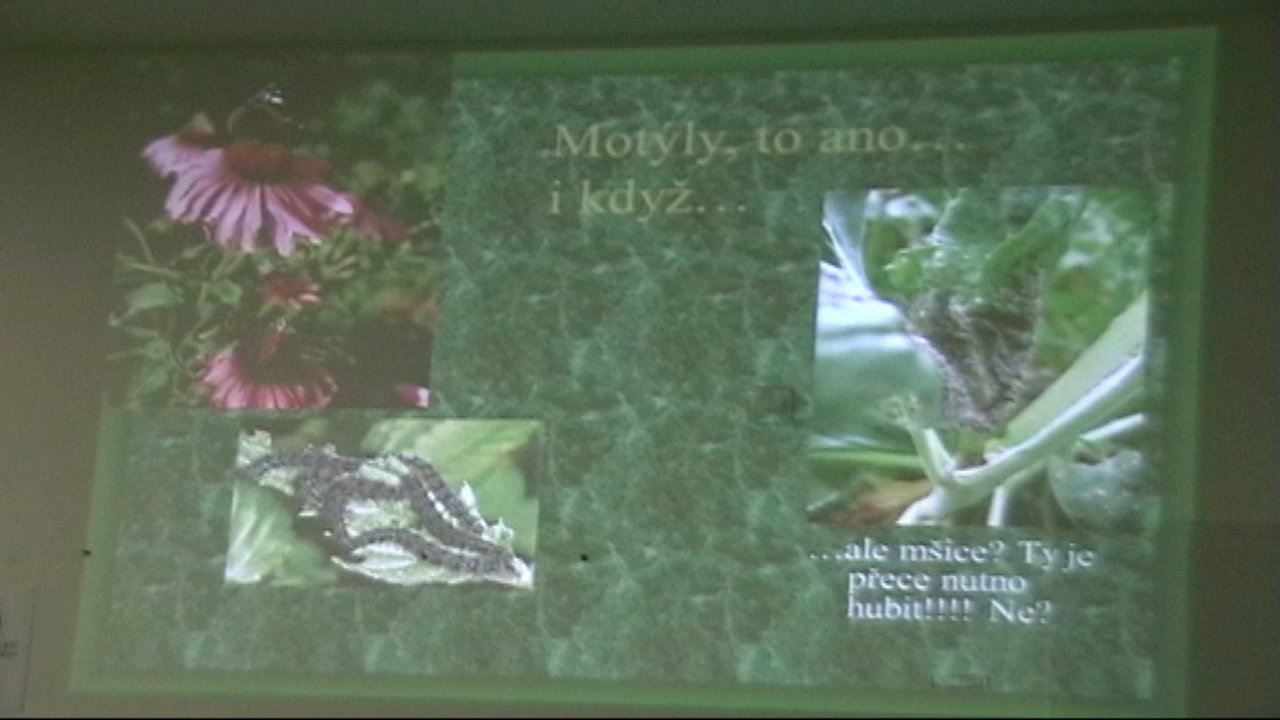 Motýly, to ano…
i když…
…ale mšice? Ty je
přece nutno
hubit!!!! Ne?